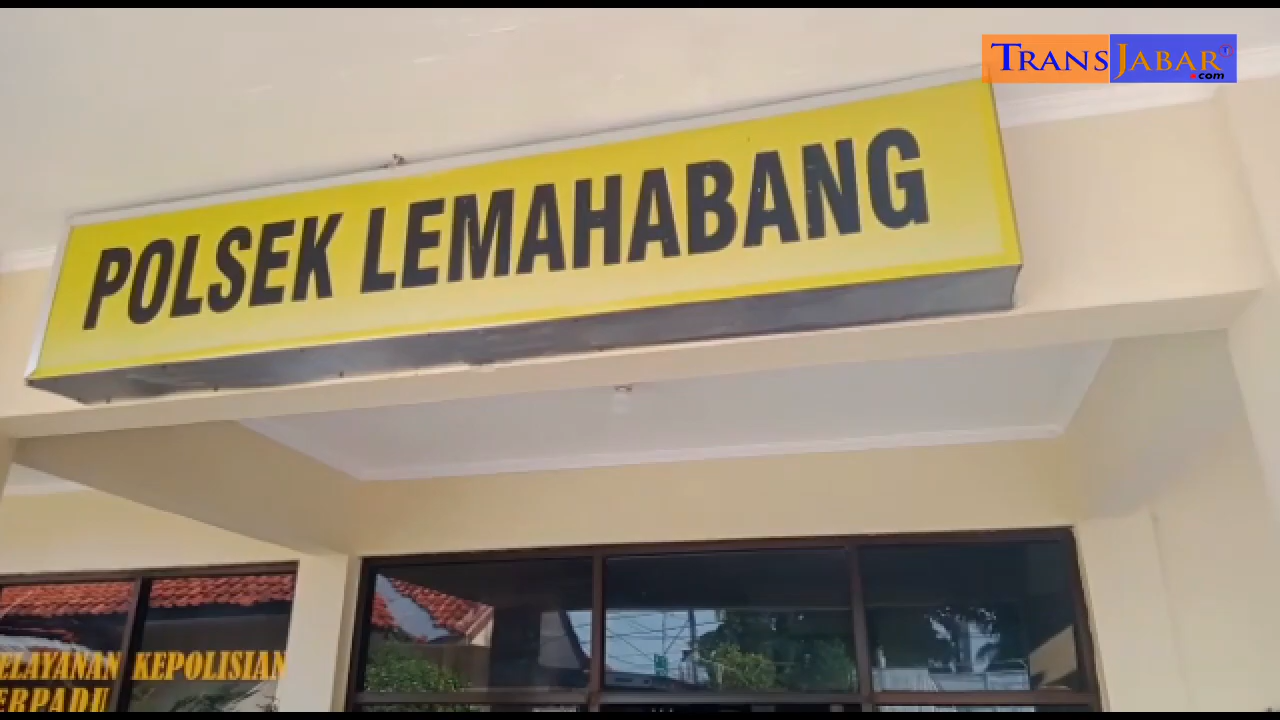 TRANSJABAR
.com
POLSEK LEMAHABANG
ELAYANAN KEPOLISIAN
ERPADU